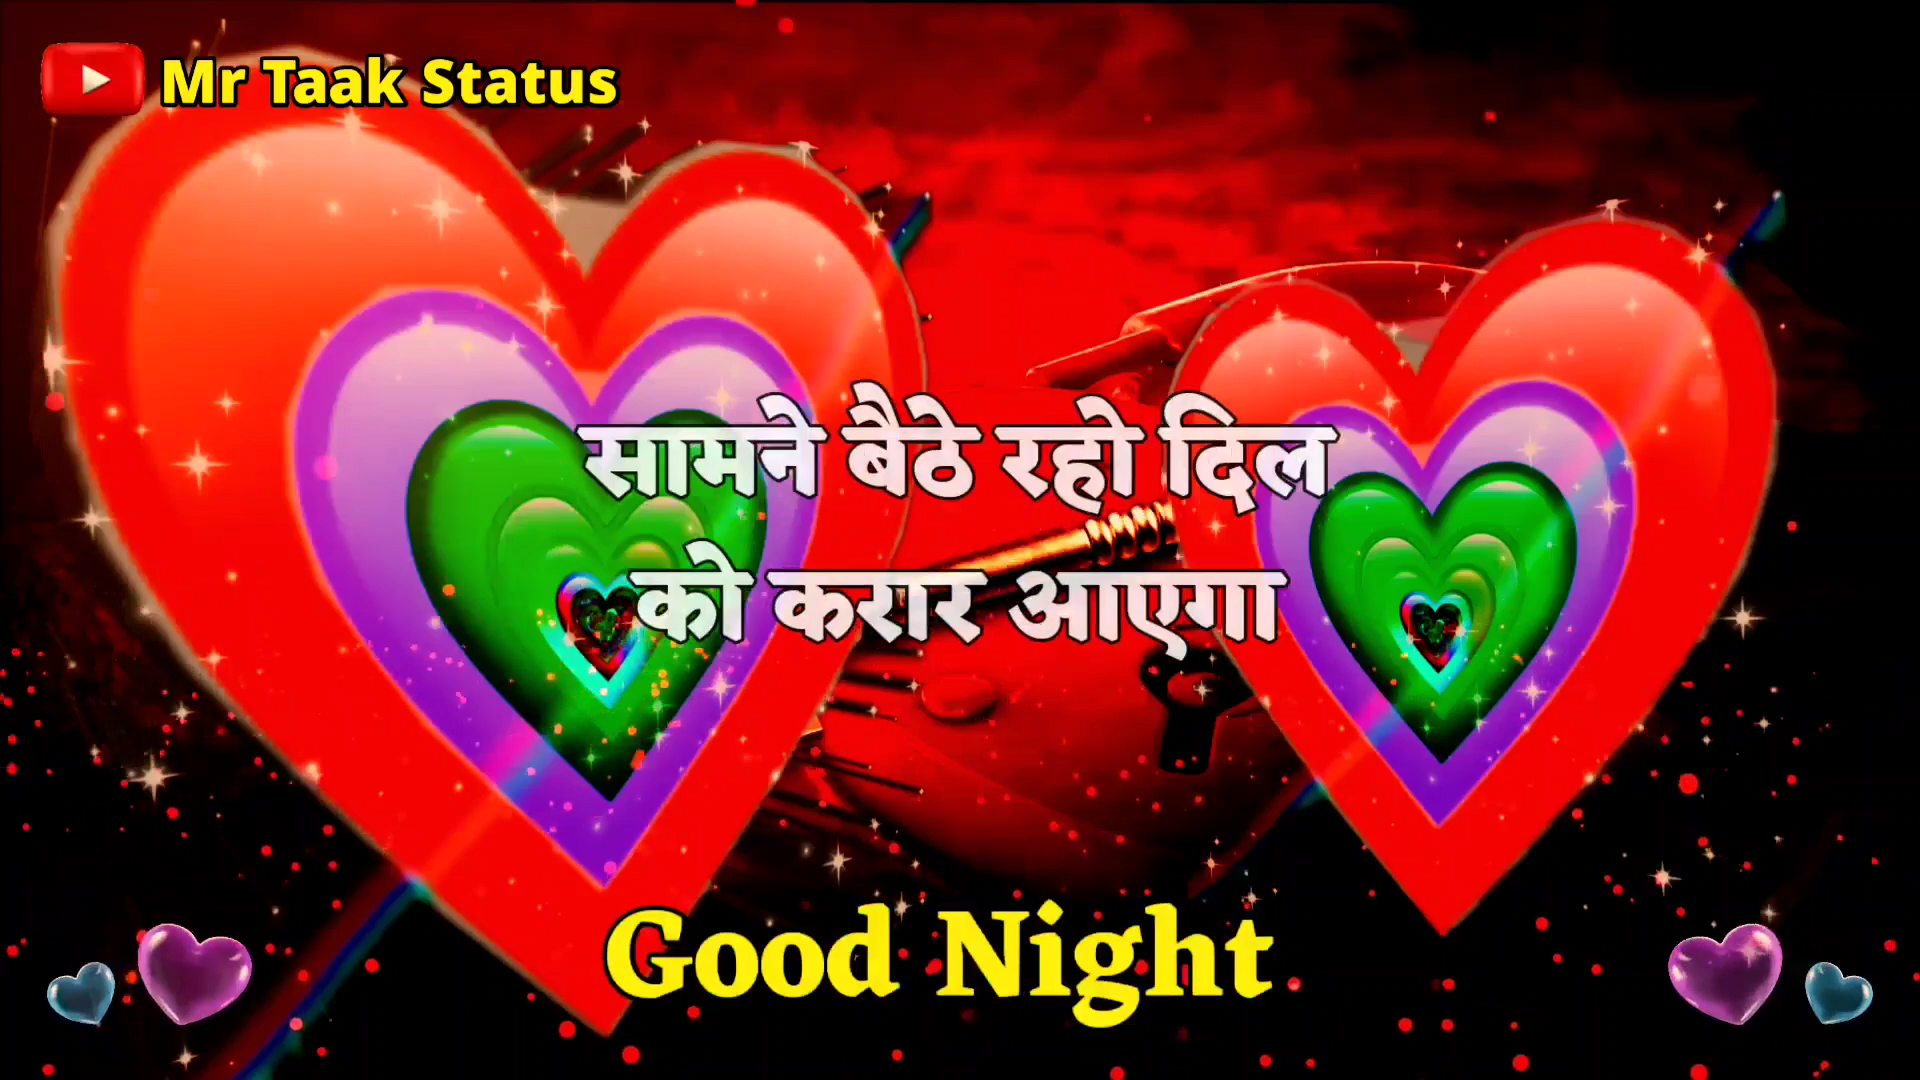 Mr Taak Status
सामने बैठे रहो दिल
को करार आएगा
Good Night